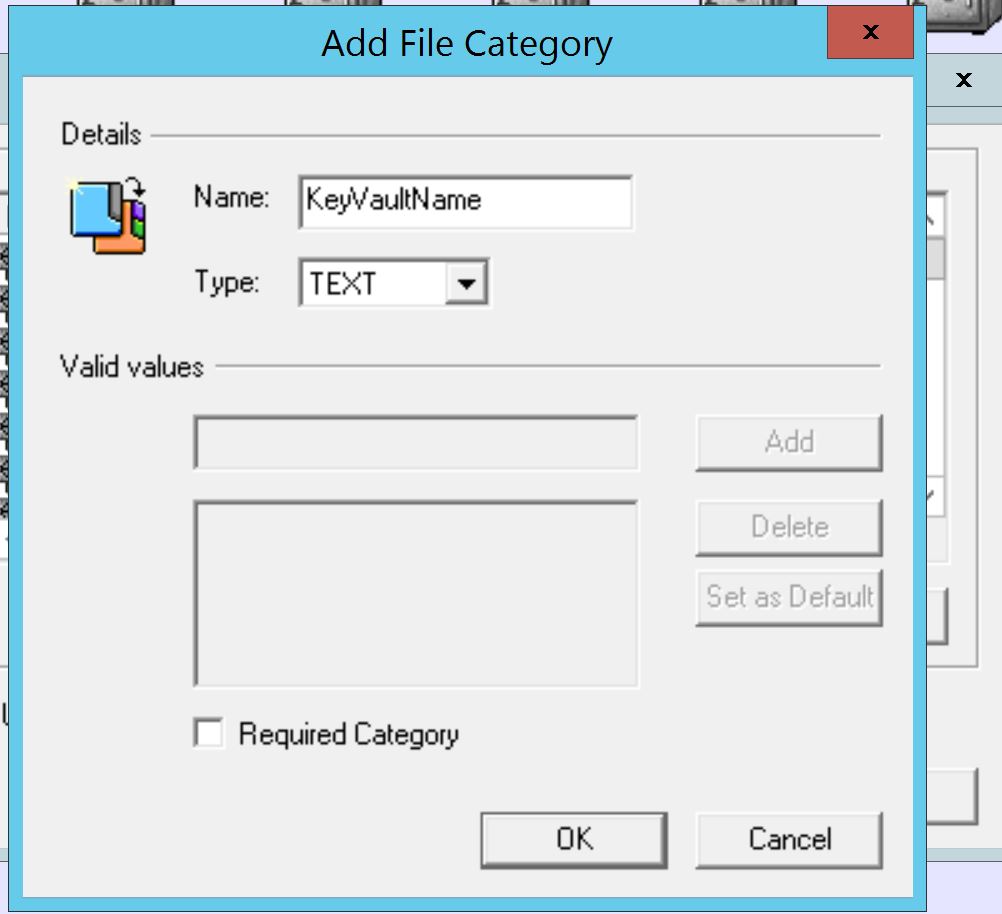 Add File Category
x
x
Details
Name: KeyVaultName
Type: TEXT
Valid values
Add
Delete
Set as Default
Required Category
OK Cancel